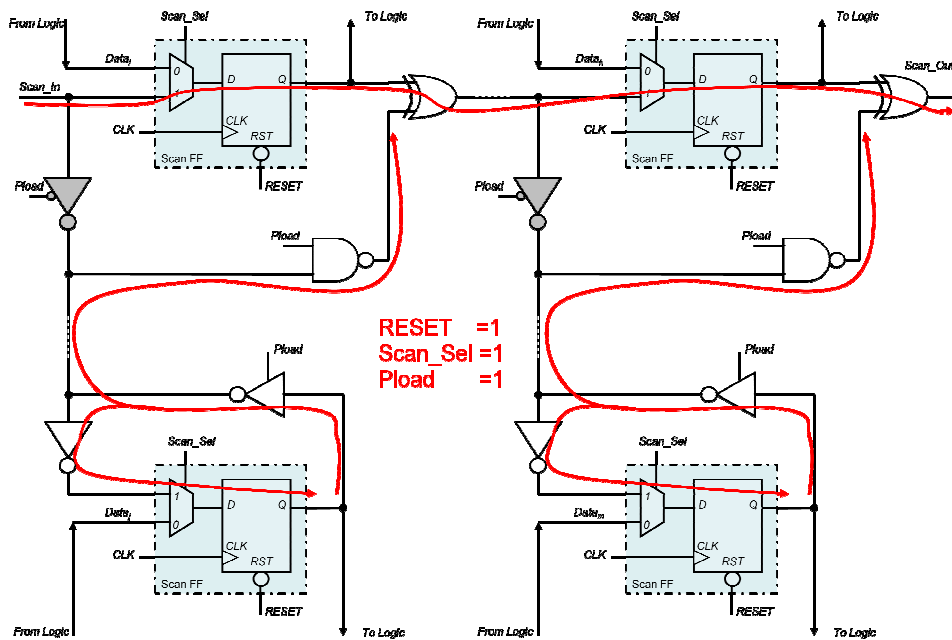 Scan_Sel
Scan_Sel
From Logic
To Logic
From Logic
To Logic
Data
0
D
Q
Data
0
D
Q
Scan_Out
Scan_In
CLK
CLK
CLK
CLK
RST
RST
Scan FF
Scan FF
RESET
RESET
Pload
Pload
Pload
Pload
RESET =1
Scan_Sel =1
Pload =1
Pload
Pload
Scan_Sel
Scan_Sel
1
D
Q
1
D
Q
Data
0
Data
0
CLK
CLK
CLK
CLK
RST
RST
Scan FF
Scan FF
RESET
RESET
From Logic
To Logic
From Logic
To Logic